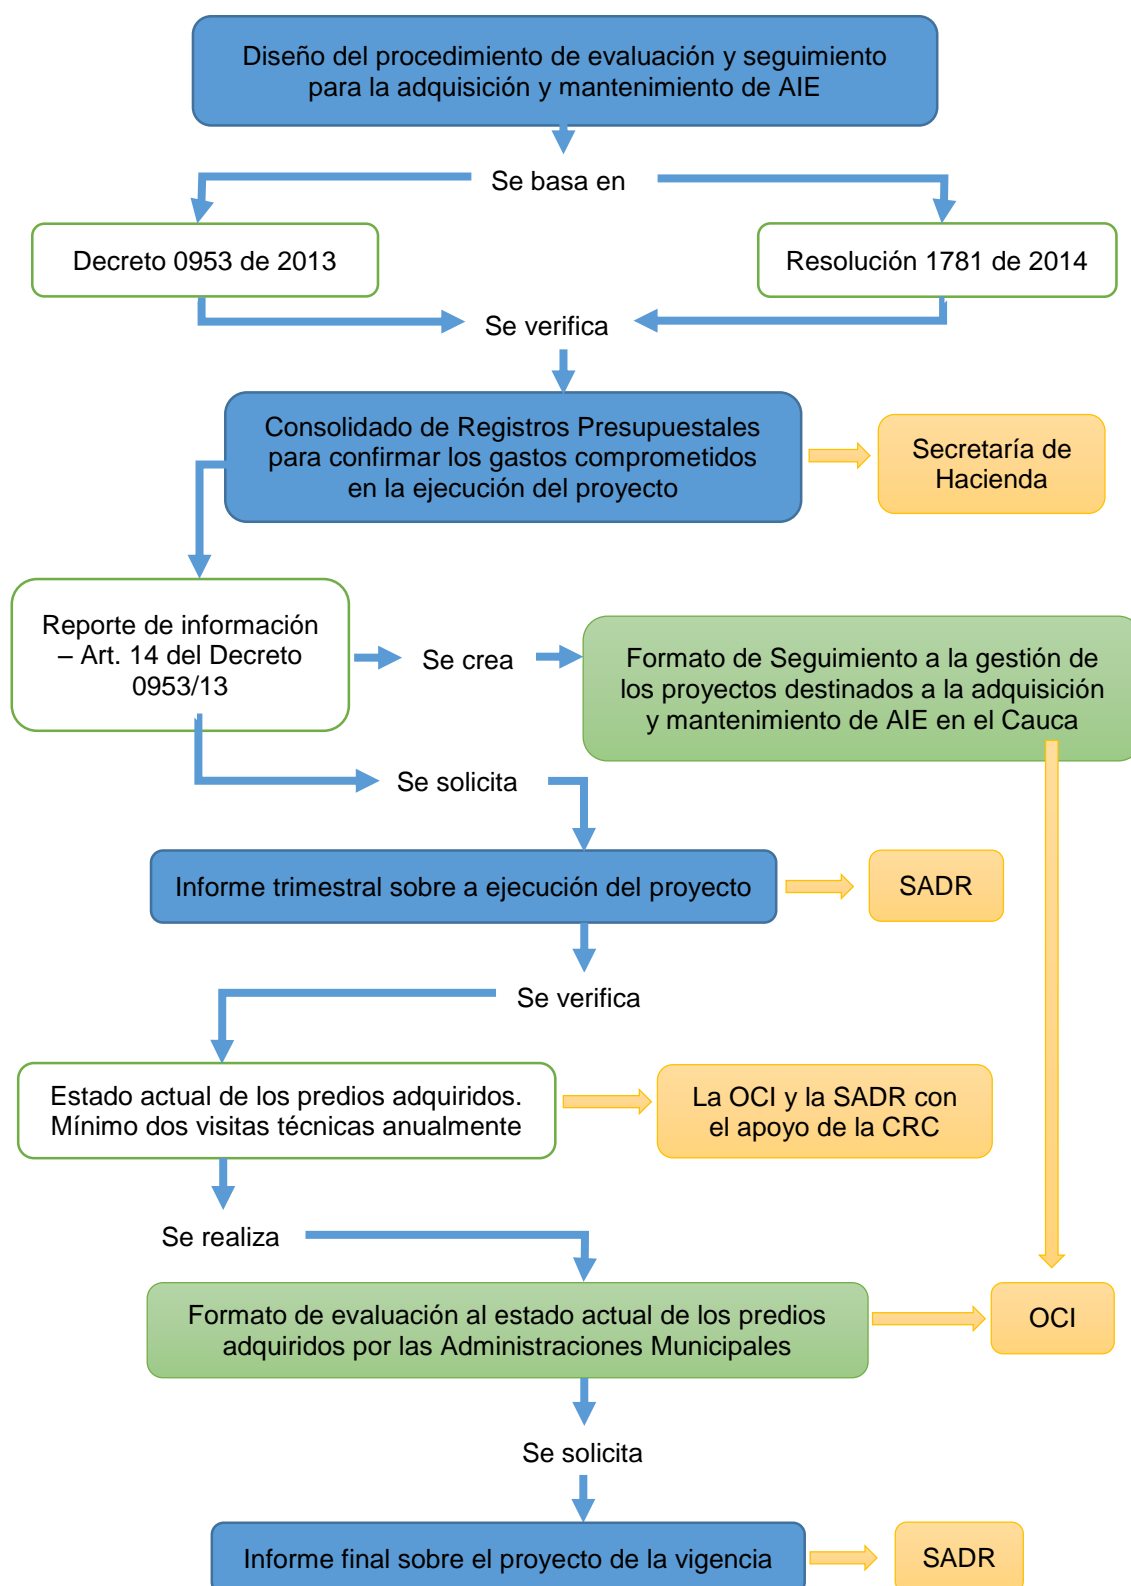 Diseño del procedimiento de evaluación y seguimiento
para la adquisición y mantenimiento de AIE
Se basa en
Decreto 0953 de 2013
Resolución 1781 de 2014
Se verifica
Consolidado de Registros Presupuestales
para confirmar los gastos comprometidos
en la ejecución del proyecto
Secretaría de
Hacienda
Reporte de información
– Art. 14 del Decreto
0953/13
Se crea
Formato de Seguimiento a la gestión de
los proyectos destinados a la adquisición
y mantenimiento de AIE en el Cauca
Se solicita
Informe trimestral sobre a ejecución del proyecto
SADR
Se verifica
Estado actual de los predios adquiridos.
Mínimo dos visitas técnicas anualmente
La OCI y la SADR con
el apoyo de la CRC
Se realiza
Formato de evaluación al estado actual de los predios
adquiridos por las Administraciones Municipales
OCI
Se solicita
Informe final sobre el proyecto de la vigencia
SADR